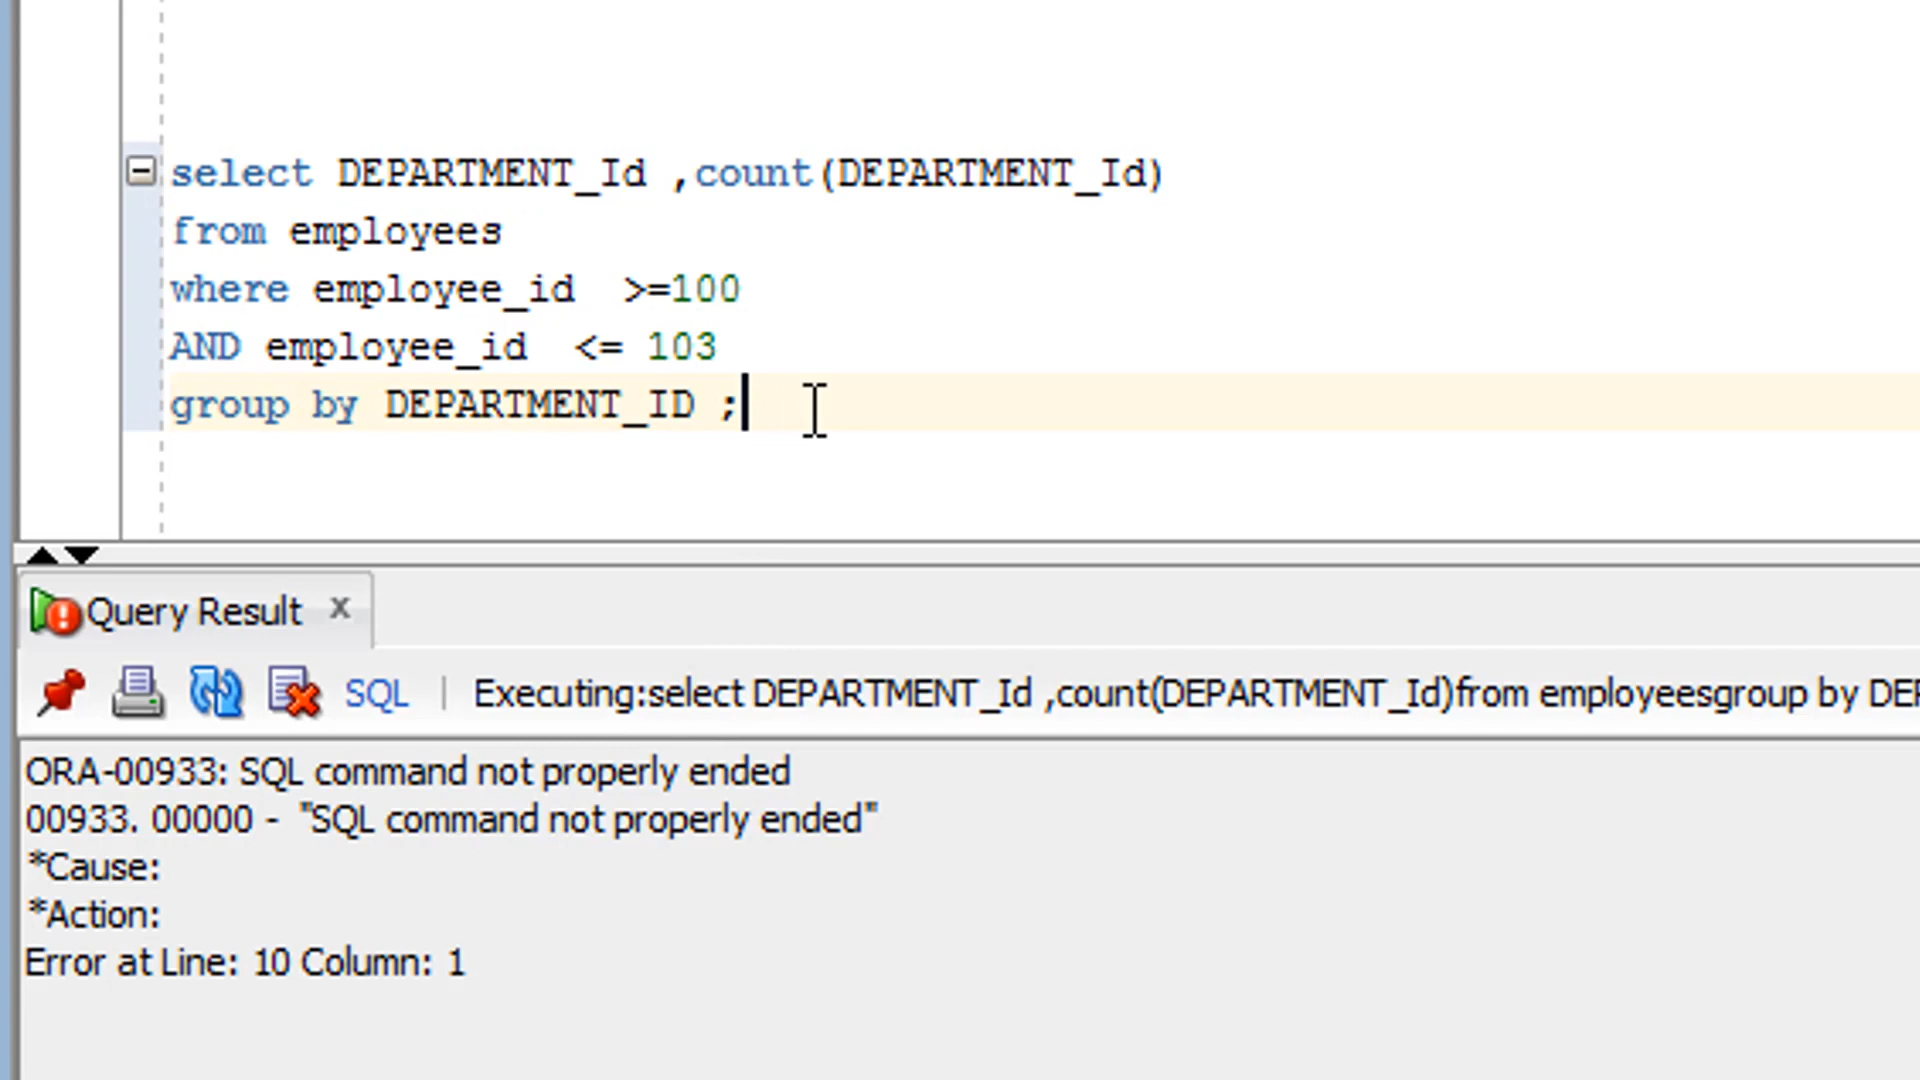 select DEPARTMENT_Id ,count(DEPARTMENT_Id)
from employees
where employee_id  >=100
AND employee_id  <= 103
group by DEPARTMENT_ID ;
Query Result x
SQL | Executing:select DEPARTMENT_Id ,count(DEPARTMENT_Id)from employeesgroup by DEP
ORA-00933: SQL command not properly ended
00933. 00000 -  "SQL command not properly ended"
*Cause:
*Action:
Error at Line: 10 Column: 1